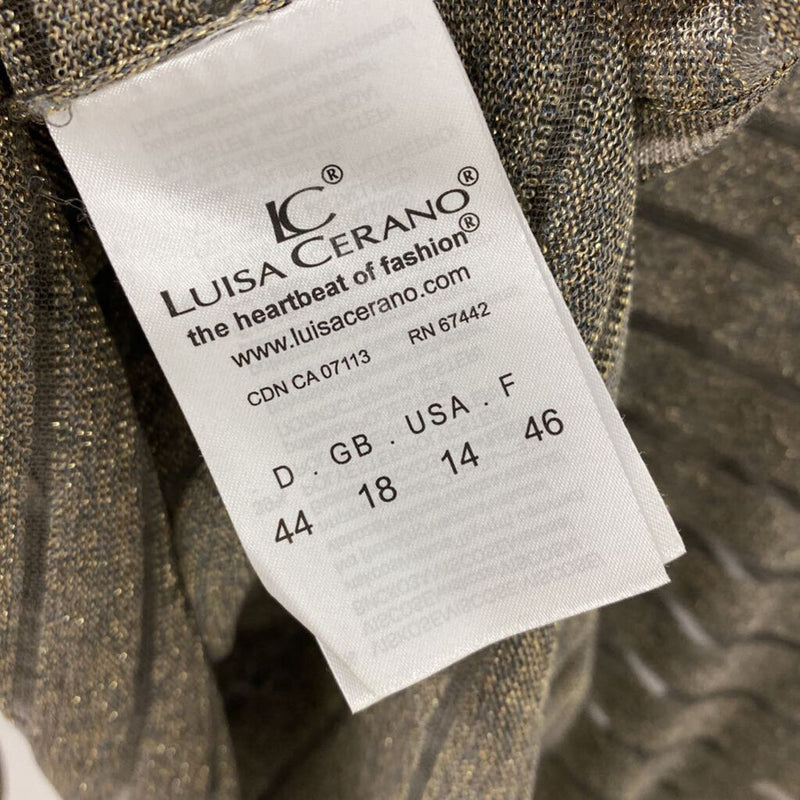 LC®
LUISA CERANO®
the heartbeat of fashion®
www.luisacerano.com
CDN CA 07113 RN 67442
D . GB . USA . F
44 18 14 46